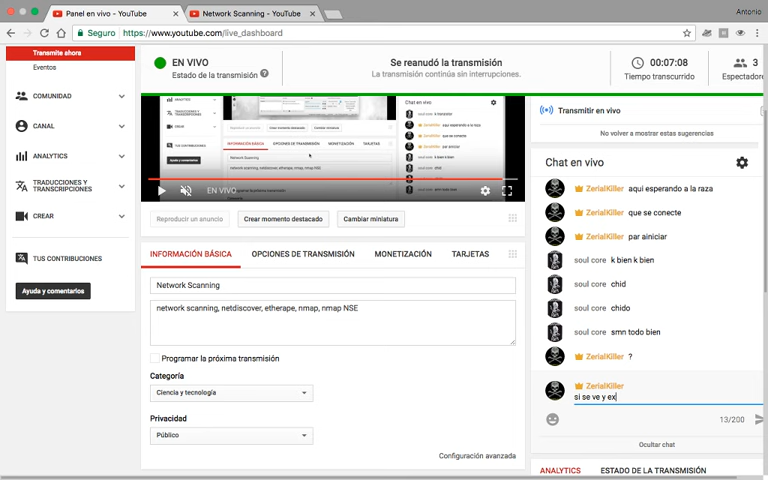 Panel en vivo - YouTube
Network Scanning - YouTube
Antonio
Seguro
https://www.youtube.com/live_dashboard
Transmite ahora
Eventos
COMUNIDAD
CANAL
ANALYTICS
TRADUCCIONES Y
TRANSCRIPCIONES
CREAR
TUS CONTRIBUCIONES
Ayuda y comentarios
EN VIVO
Estado de la transmisión
?
Se reanudó la transmisión
La transmisión continúa sin interrupciones.
00:07:08
Tiempo transcurrido
3
Espectadore
EN VIVO
Reproducir un anuncio
Crear momento destacado
Cambiar miniatura
INFORMACIÓN BÁSICA
OPCIONES DE TRANSMISIÓN
MONETIZACIÓN
TARJETAS
Network Scanning
network scanning, netdiscover, etherape, nmap, nmap NSE
Programar la próxima transmisión
Categoría
Ciencia y tecnología
Privacidad
Público
Configuración avanzada
Transmitir en vivo
No volver a mostrar estas sugerencias
Chat en vivo
ZerialKiller aqui esperando a la raza
ZerialKiller que se conecte
ZerialKiller par ainiciar
soul core k bien k bien
soul core chid
soul core chido
soul core smn todo bien
ZerialKiller ?
ZerialKiller
si se ve y ex
13/200
Ocultar chat
ANALYTICS
ESTADO DE LA TRANSMISIÓN